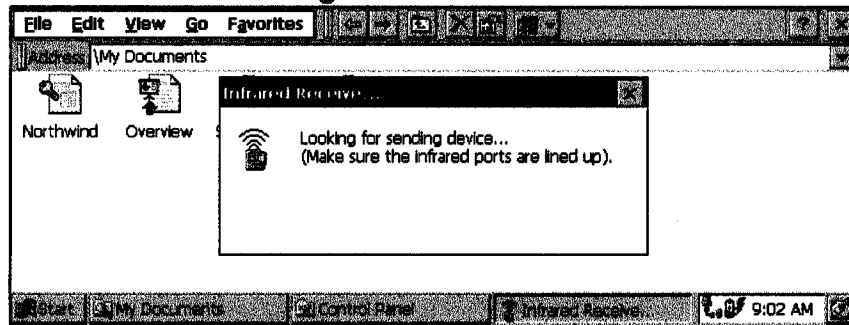 File Edit View Go Favorites ?
Address \My Documents
Infrared Receive...
Northwind Overview
Looking for sending device...
(Make sure the infrared ports are lined up).
Start My Documents Control Panel Infrared Receive... 9:02 AM